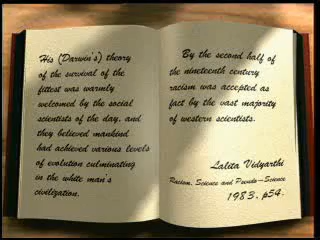 His (Darwin's) theory
of the survival of the
fittest was warmly
welcomed by the social
scientists of the day, and
they believed mankind
had achieved various levels
of evolution culminating
in the white man's
civilization.
By the second half of
the nineteenth century
racism was accepted as
fact by the vast majority
of western scientists.
Lalita Vidyarthi
Racism, Science and Pseudo-Science
1983, p54.